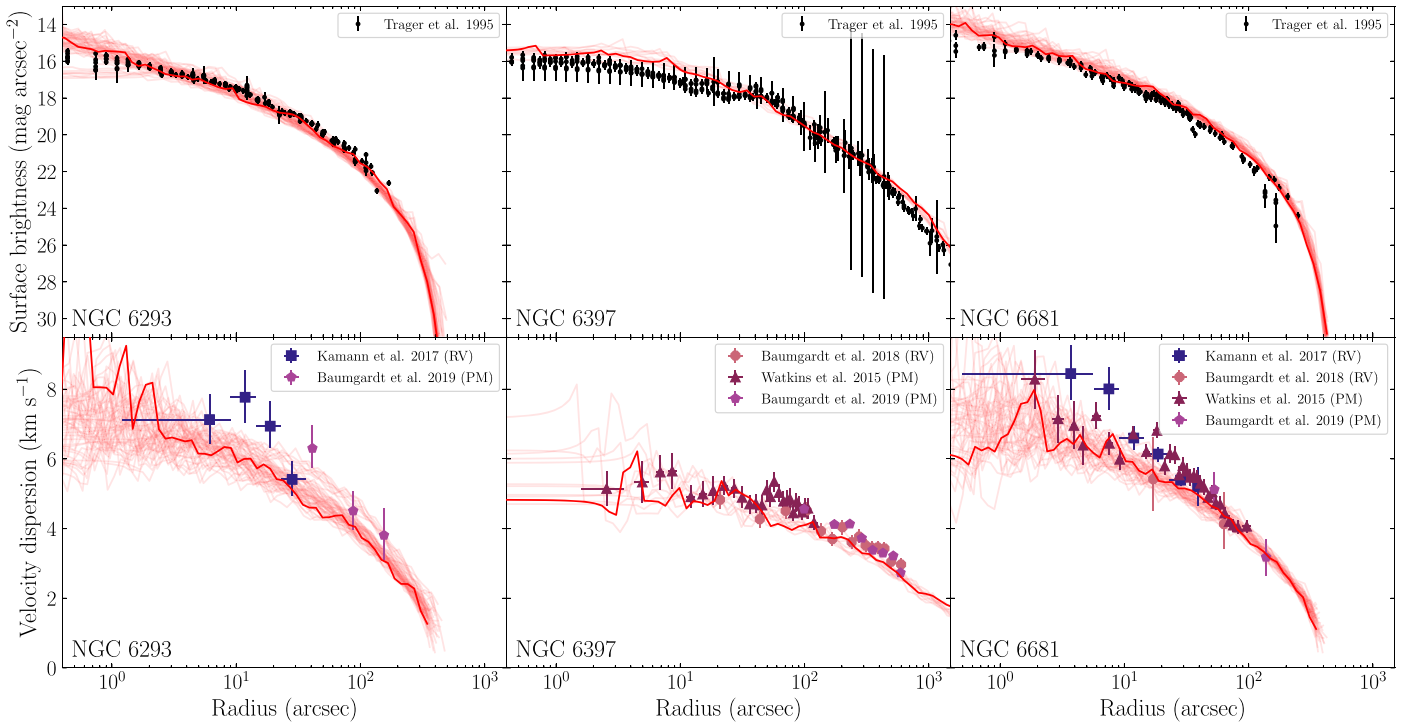 Surface brightness (mag arcsec⁻²)
14
16
18
20
22
24
26
28
30
Trager et al. 1995
NGC 6293
Trager et al. 1995
NGC 6397
Trager et al. 1995
NGC 6681
Velocity dispersion (km s⁻¹)
8
6
4
2
0
Kamann et al. 2017 (RV)
Baumgardt et al. 2019 (PM)
NGC 6293
Baumgardt et al. 2018 (RV)
Watkins et al. 2015 (PM)
Baumgardt et al. 2019 (PM)
NGC 6397
Kamann et al. 2017 (RV)
Baumgardt et al. 2018 (RV)
Watkins et al. 2015 (PM)
Baumgardt et al. 2019 (PM)
NGC 6681
10⁰ 10¹ 10² 10³
10⁰ 10¹ 10² 10³
10⁰ 10¹ 10² 10³
Radius (arcsec)
Radius (arcsec)
Radius (arcsec)